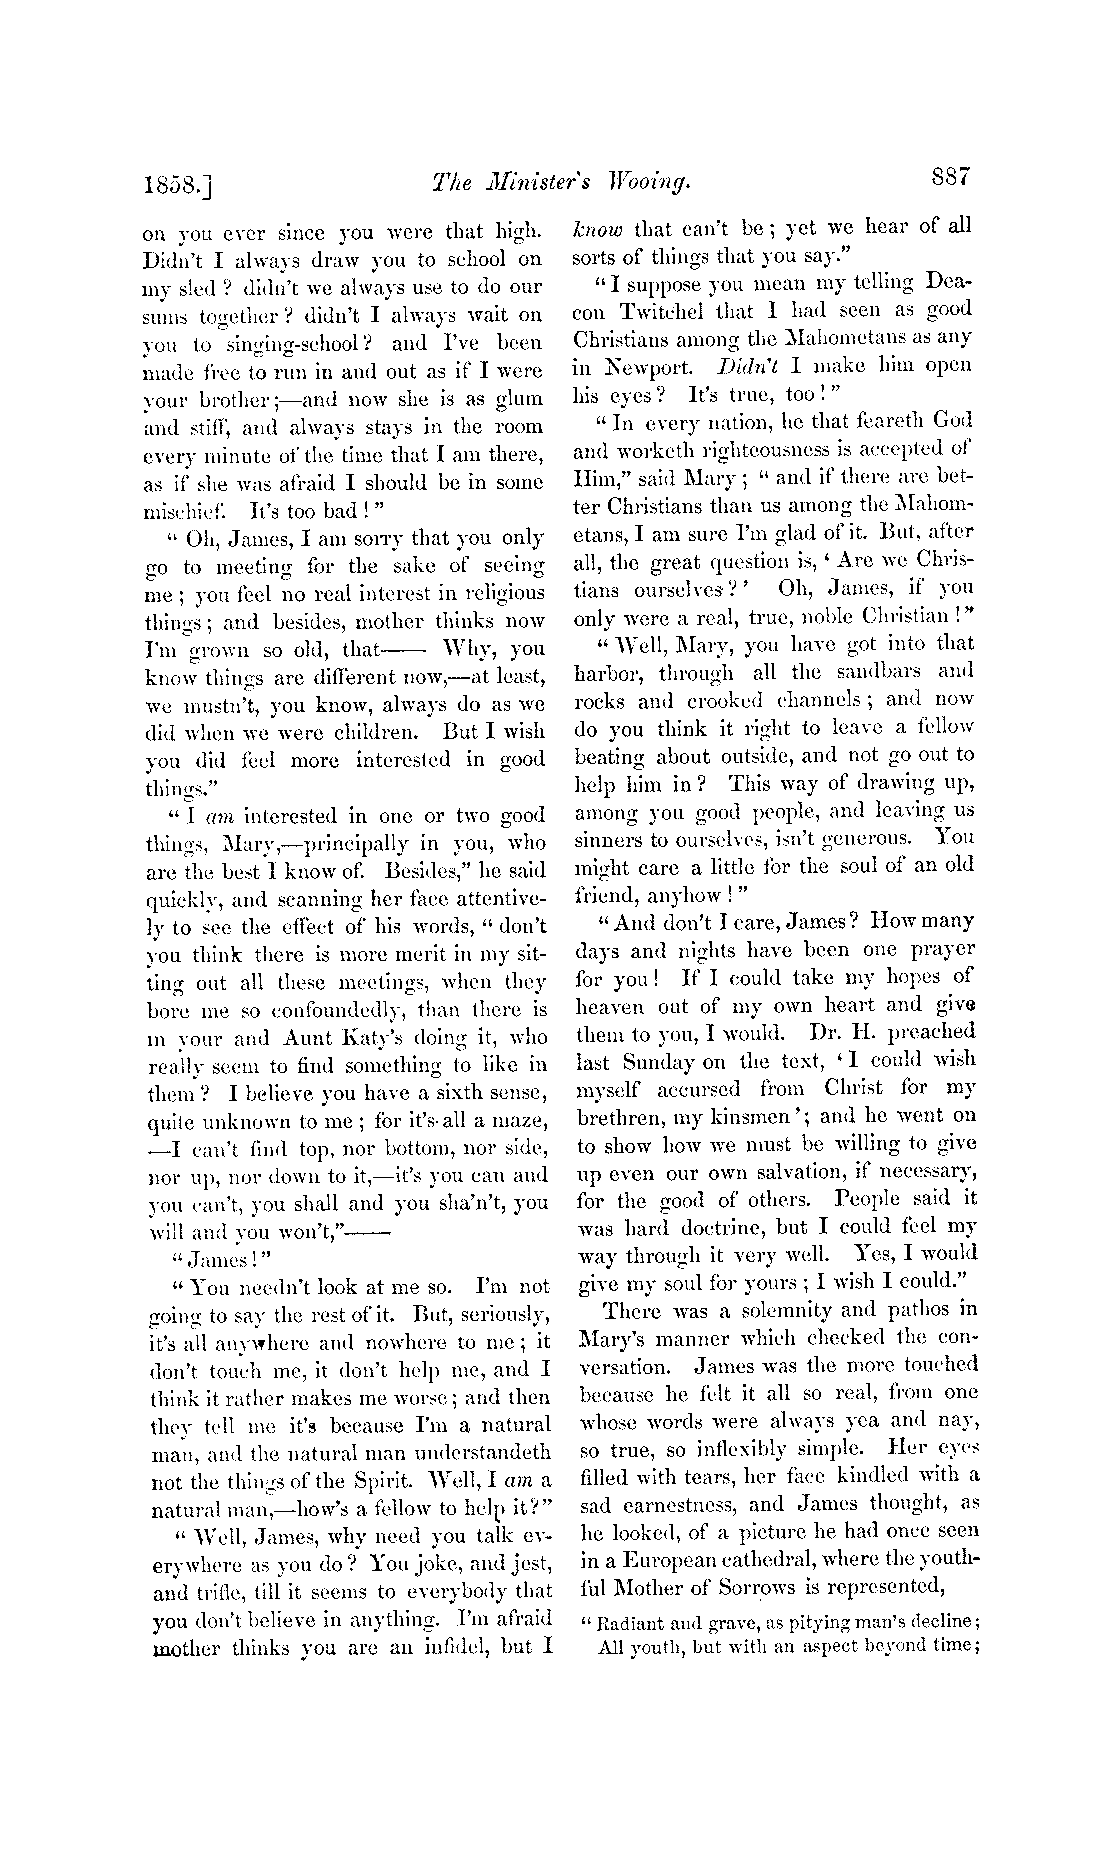 1858.] The Minister's Wooing. 887
on you ever since you were that high.
Didn't I always draw you to school on
my sled? didn't we always use to do our
sums together? didn't I always wait on
you to singing-school? and I've been
made free to run in and out as if I were
your brother;—and now she is as glum
and stiff, and always stays in the room
every minute of the time that I am there,
as if she was afraid I should be in some
mischief. It's too bad!"
"Oh, James, I am sorry that you only
go to meeting for the sake of seeing
me; you feel no real interest in religious
things; and besides, mother thinks now
I'm grown so old, that—— Why, you
know things are different now,—at least,
we mustn't, you know, always do as we
did when we were children. But I wish
you did feel more interested in good
things."
"I am interested in one or two good
things, Mary,—principally in you, who
are the best I know of. Besides," he said
quickly, and scanning her face attentive-
ly to see the effect of his words, "don't
you think there is more merit in my sit-
ting out all these meetings, when they
bore me so confoundedly, than there is
in your and Aunt Katy's doing it, who
really seem to find something to like in
them? I believe you have a sixth sense,
quite unknown to me; for it's all a maze,
—I can't find top, nor bottom, nor side,
nor up, nor down to it,—it's you can and
you can't, you shall and you sha'n't, you
will and you won't,"——
"James!"
"You needn't look at me so. I'm not
going to say the rest of it. But, seriously,
it's all anywhere and nowhere to me; it
don't touch me, it don't help me, and I
think it rather makes me worse; and then
they tell me it's because I'm a natural
man, and the natural man understandeth
not the things of the Spirit. Well, I am a
natural man,—how's a fellow to help it?"
"Well, James, why need you talk ev-
erywhere as you do? You joke, and jest,
and trifle, till it seems to everybody that
you don't believe in anything. I'm afraid
mother thinks you are an infidel, but I
know that can't be; yet we hear of all
sorts of things that you say."
"I suppose you mean my telling Dea-
con Twitchel that I had seen as good
Christians among the Mahometans as any
in Newport. Didn't I make him open
his eyes? It's true, too!"
"In every nation, he that feareth God
and worketh righteousness is accepted of
Him," said Mary; "and if there are bet-
ter Christians than us among the Mahom-
etans, I am sure I'm glad of it. But, after
all, the great question is, 'Are we Chris-
tians ourselves?' Oh, James, if you
only were a real, true, noble Christian!"
"Well, Mary, you have got into that
harbor, through all the sandbars and
rocks and crooked channels; and now
do you think it right to leave a fellow
beating about outside, and not go out to
help him in? This way of drawing up,
among you good people, and leaving us
sinners to ourselves, isn't generous. You
might care a little for the soul of an old
friend, anyhow!"
"And don't I care, James? How many
days and nights have been one prayer
for you! If I could take my hopes of
heaven out of my own heart and give
them to you, I would. Dr. H. preached
last Sunday on the text, 'I could wish
myself accursed from Christ for my
brethren, my kinsmen'; and he went on
to show how we must be willing to give
up even our own salvation, if necessary,
for the good of others. People said it
was hard doctrine, but I could feel my
way through it very well. Yes, I would
give my soul for yours; I wish I could."
There was a solemnity and pathos in
Mary's manner which checked the con-
versation. James was the more touched
because he felt it all so real, from one
whose words were always yea and nay,
so true, so inflexibly simple. Her eyes
filled with tears, her face kindled with a
sad earnestness, and James thought, as
he looked, of a picture he had once seen
in a European cathedral, where the youth-
ful Mother of Sorrows is represented,
"Radiant and grave, as pitying man's decline;
All youth, but with an aspect beyond time;